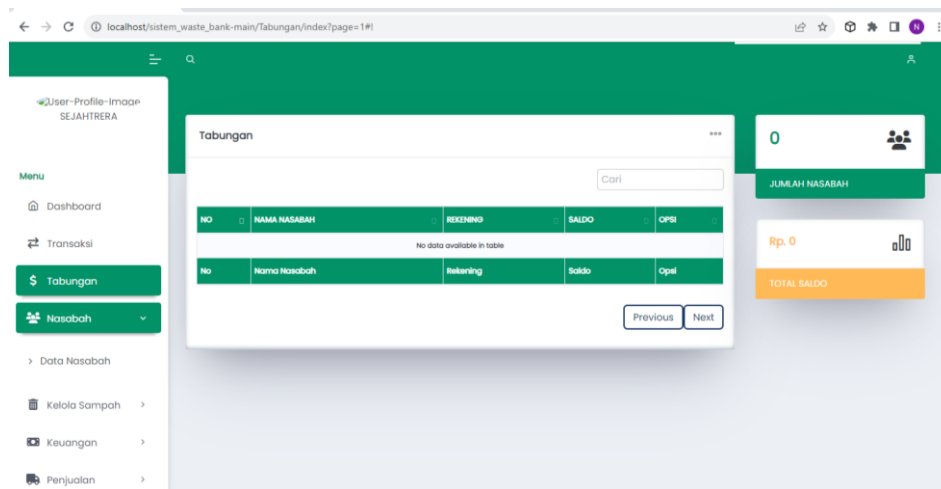 localhost/sistem_waste_bank-main/Tabungan/index?page=1#!
N
User-Profile-Image
SEJAHTRERA
Menu
Dashboard
Transaksi
Tabungan
Nasabah
Data Nasabah
Kelola Sampah
Keuangan
Penjualan
Tabungan
Cari
NO NAMA NASABAH REKENING SALDO OPSI
No data available in table
No Nama Nasabah Rekening Saldo Opsi
Previous Next
0
JUMLAH NASABAH
Rp. 0
TOTAL SALDO